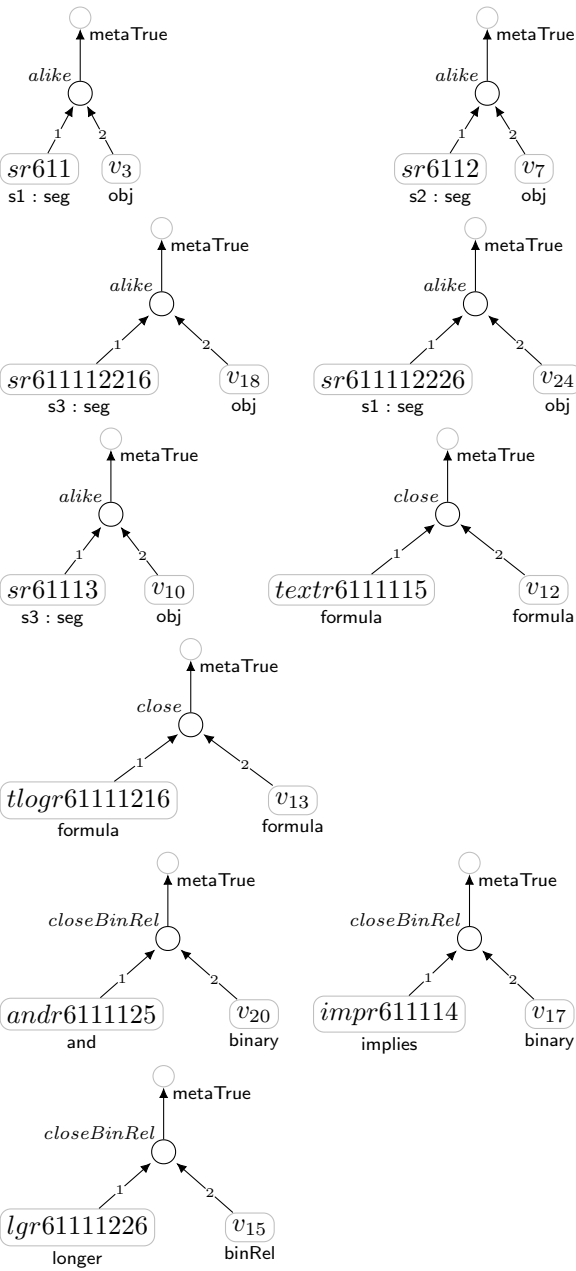 metaTrue metaTrue
alike alike
1 2 1 2
sr611 v3 sr6112 v7
s1 : seg obj s2 : seg obj
metaTrue metaTrue
alike alike
1 2 1 2
sr611112216 v18 sr611112226 v24
s3 : seg obj s1 : seg obj
metaTrue metaTrue
alike close
1 2 1 2
sr61113 v10 textr6111115 v12
s3 : seg obj formula formula
metaTrue
close
1 2
tlogr61111216 v13
formula formula
metaTrue metaTrue
closeBinRel closeBinRel
1 2 1 2
andr6111125 v20 impr611114 v17
and binary implies binary
metaTrue
closeBinRel
1 2
lgr61111226 v15
longer binRel